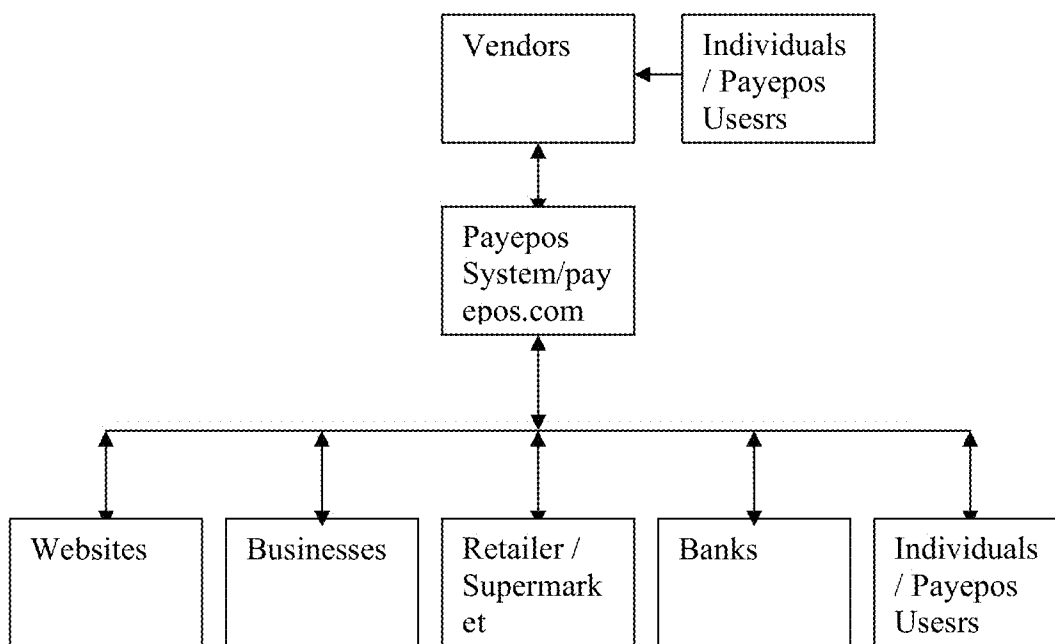 Vendors
Individuals
/ Payepos
Usesrs
Payepos
System/pay
epos.com
Websites
Businesses
Retailer /
Supermark
et
Banks
Individuals
/ Payepos
Usesrs